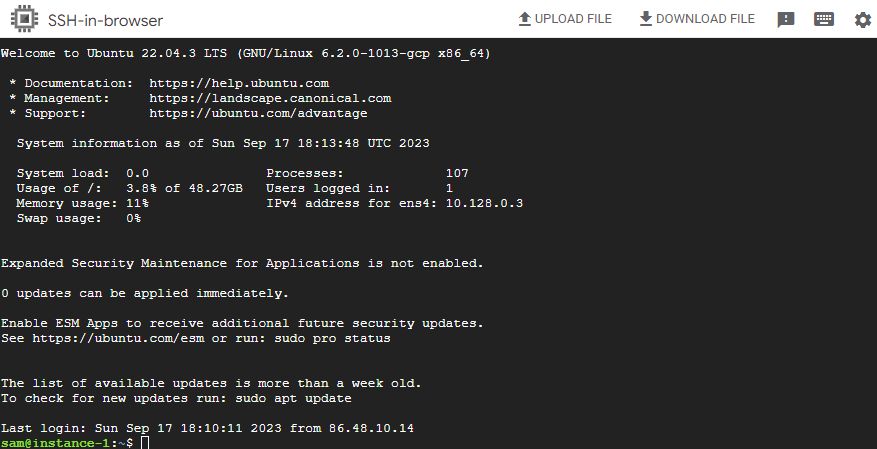 SSH-in-browser
UPLOAD FILE
DOWNLOAD FILE
Welcome to Ubuntu 22.04.3 LTS (GNU/Linux 6.2.0-1013-gcp x86_64)
* Documentation:  https://help.ubuntu.com
* Management:     https://landscape.canonical.com
* Support:        https://ubuntu.com/advantage
System information as of Sun Sep 17 18:13:48 UTC 2023
System load:  0.0               Processes:             107
Usage of /:   3.8% of 48.27GB   Users logged in:       1
Memory usage: 11%               IPv4 address for ens4: 10.128.0.3
Swap usage:   0%
Expanded Security Maintenance for Applications is not enabled.
0 updates can be applied immediately.
Enable ESM Apps to receive additional future security updates.
See https://ubuntu.com/esm or run: sudo pro status
The list of available updates is more than a week old.
To check for new updates run: sudo apt update
Last login: Sun Sep 17 18:10:11 2023 from 86.48.10.14
sam@instance-1:~$